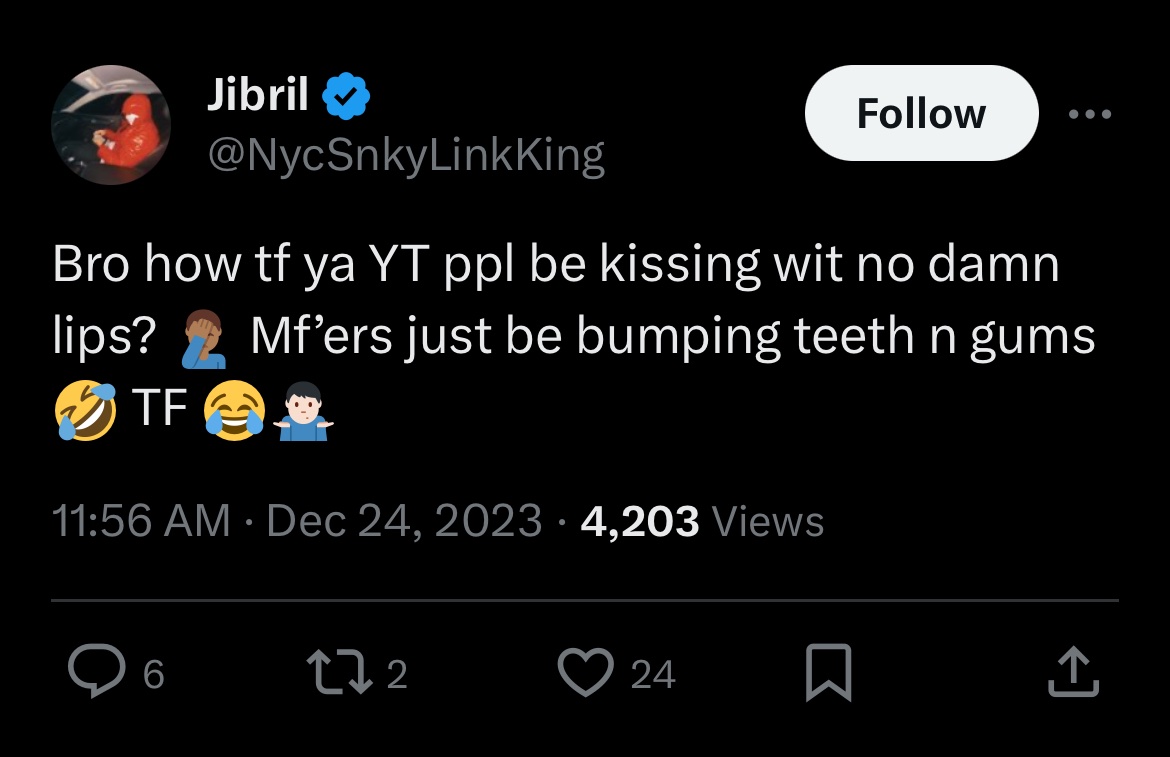 Jibril
@NycSnkyLinkKing
Follow
Bro how tf ya YT ppl be kissing wit no damn
lips? 🤦🏾‍♂️ Mf’ers just be bumping teeth n gums
🤣 TF 😂🤷🏻‍♂️
11:56 AM · Dec 24, 2023 · 4,203 Views
6 2 24